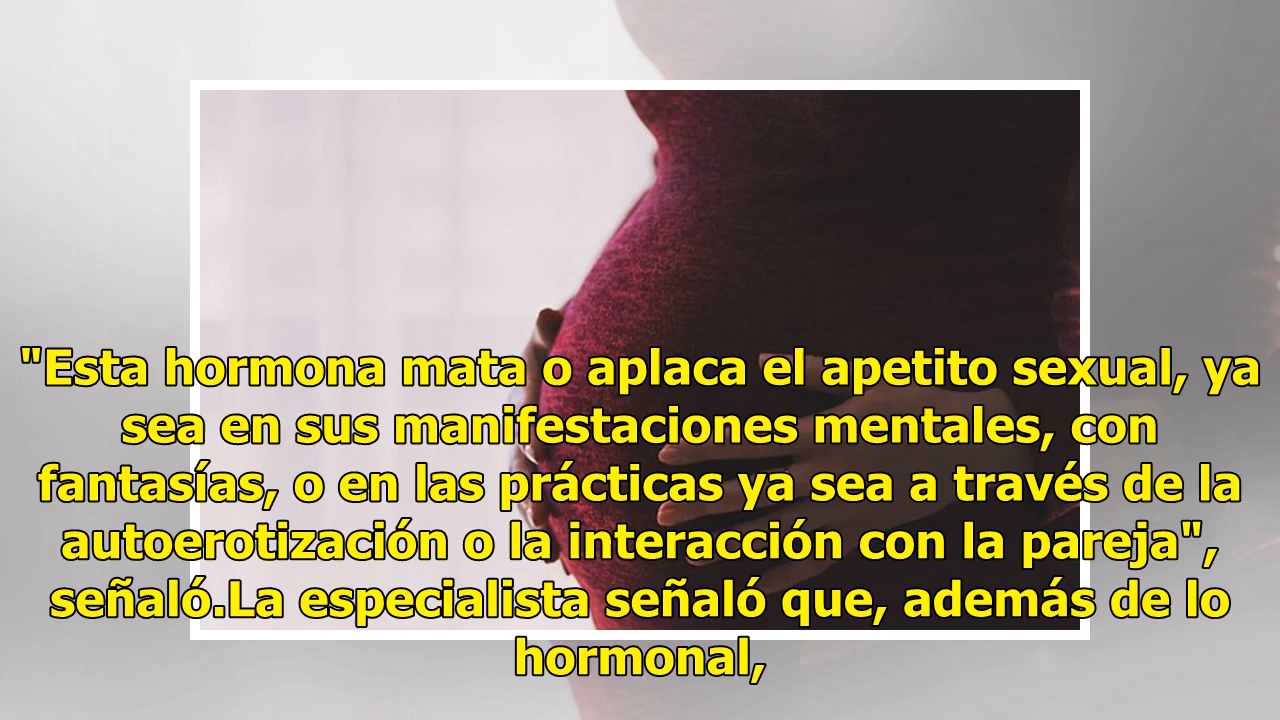 "Esta hormona mata o aplaca el apetito sexual, ya
sea en sus manifestaciones mentales, con
fantasías, o en las prácticas ya sea a través de la
autoerotización o la interacción con la pareja",
señaló.La especialista señaló que, además de lo
hormonal,